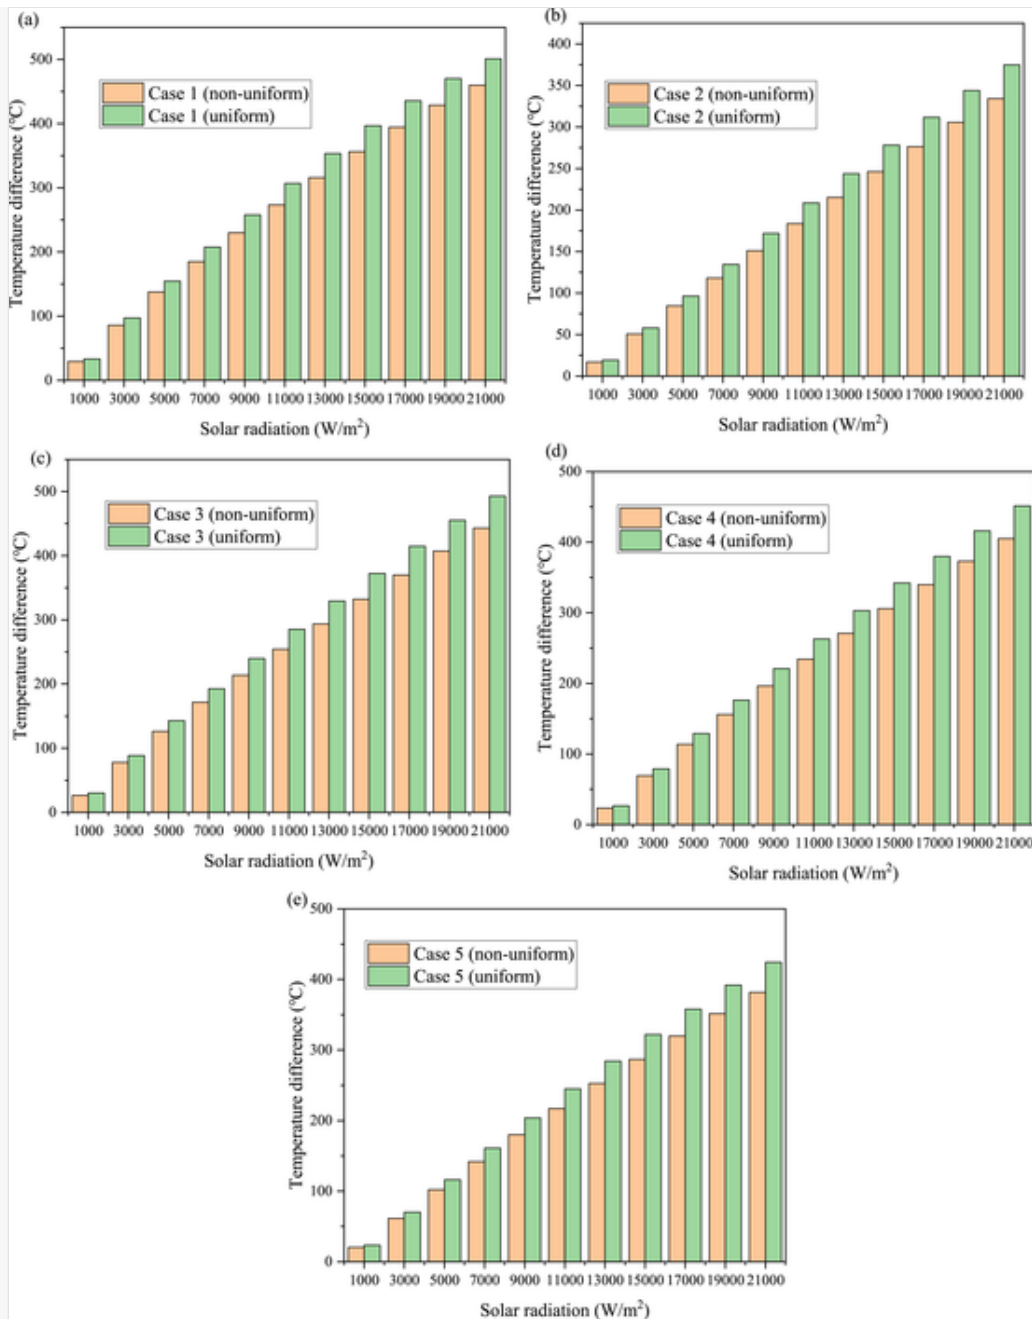 (a)
Temperature difference (°C)
500
400
300
200
100
0
Case 1 (non-uniform)
Case 1 (uniform)
1000 3000 5000 7000 9000 11000 13000 15000 17000 19000 21000
Solar radiation (W/m²)
(b)
Temperature difference (°C)
400
350
300
250
200
150
100
50
0
Case 2 (non-uniform)
Case 2 (uniform)
1000 3000 5000 7000 9000 11000 13000 15000 17000 19000 21000
Solar radiation (W/m²)
(c)
Temperature difference (°C)
500
400
300
200
100
0
Case 3 (non-uniform)
Case 3 (uniform)
1000 3000 5000 7000 9000 11000 13000 15000 17000 19000 21000
Solar radiation (W/m²)
(d)
Temperature difference (°C)
500
400
300
200
100
0
Case 4 (non-uniform)
Case 4 (uniform)
1000 3000 5000 7000 9000 11000 13000 15000 17000 19000 21000
Solar radiation (W/m²)
(e)
Temperature difference (°C)
500
400
300
200
100
0
Case 5 (non-uniform)
Case 5 (uniform)
1000 3000 5000 7000 9000 11000 13000 15000 17000 19000 21000
Solar radiation (W/m²)